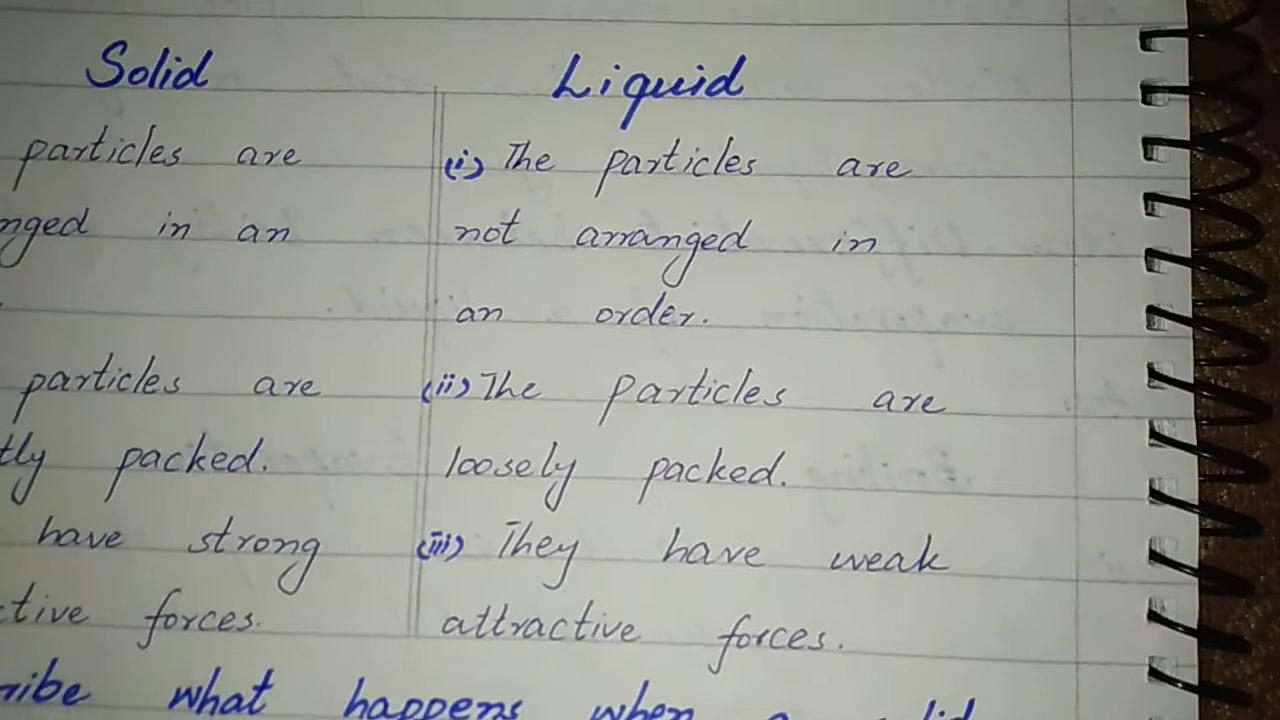 Solid Liquid
particles are (i) The particles are
nged in an not arranged in
an order.
particles are (ii) The particles are
tly packed. loosely packed.
have strong (iii) They have weak
tive forces. attractive forces.
ribe what happens when a